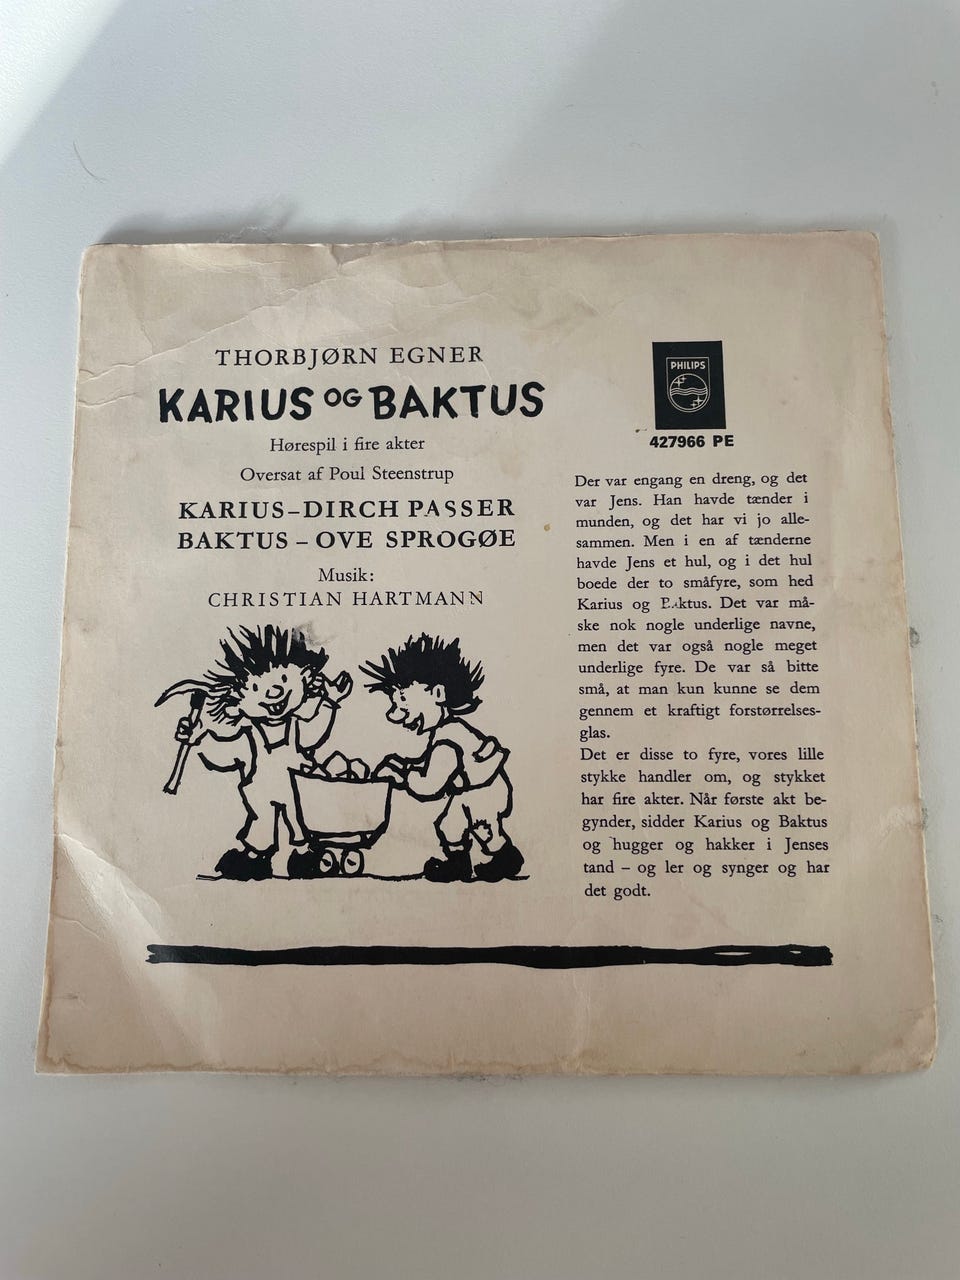 THORBJØRN EGNER
KARIUS OG BAKTUS
Hørespil i fire akter
Oversat af Poul Steenstrup
KARIUS–DIRCH PASSER
BAKTUS – OVE SPROGØE
Musik:
CHRISTIAN HARTMANN
PHILIPS
427966 PE
Der var engang en dreng, og det
var Jens. Han havde tænder i
munden, og det har vi jo alle-
sammen. Men i en af tænderne
havde Jens et hul, og i det hul
boede der to småfyre, som hed
Karius og Baktus. Det var må-
ske nok nogle underlige navne,
men det var også nogle meget
underlige fyre. De var så bitte
små, at man kun kunne se dem
gennem et kraftigt forstørrelses-
glas.
Det er disse to fyre, vores lille
stykke handler om, og stykket
har fire akter. Når første akt be-
gynder, sidder Karius og Baktus
og hugger og hakker i Jenses
tand – og ler og synger og har
det godt.